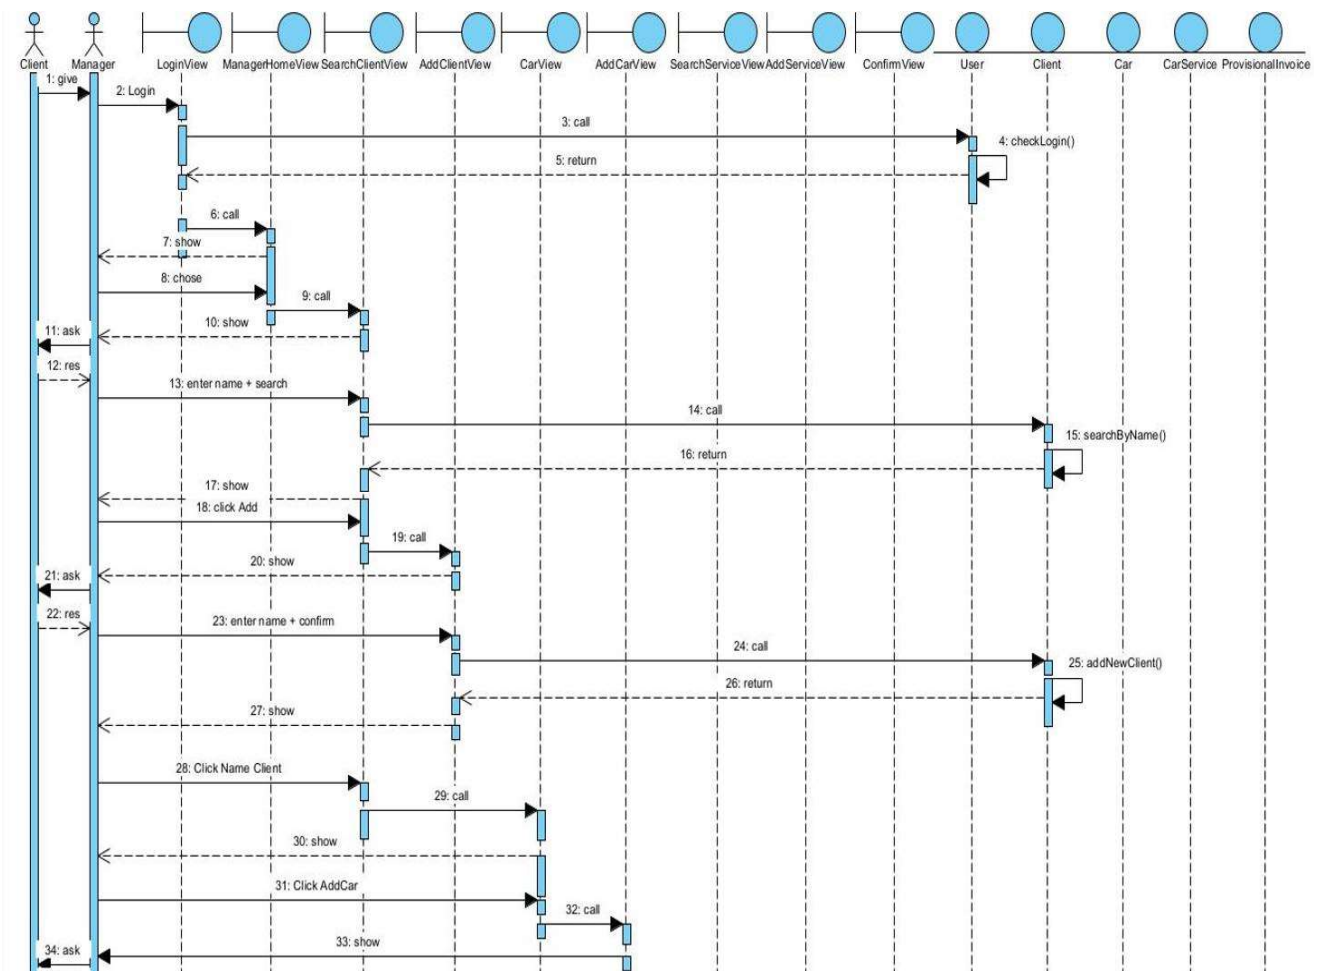 Client Manager LoginView ManagerHomeView SearchClientView AddClientView CarView AddCarView SearchServiceView AddServiceView ConfirmView User Client Car CarService ProvisionalInvoice
1: give
2: Login
3: call
4: checkLogin()
5: return
6: call
7: show
8: chose
9: call
10: show
11: ask
12: res
13: enter name + search
14: call
15: searchByName()
16: return
17: show
18: click Add
19: call
20: show
21: ask
22: res
23: enter name + confirm
24: call
25: addNewClient()
26: return
27: show
28: Click Name Client
29: call
30: show
31: Click AddCar
32: call
33: show
34: ask